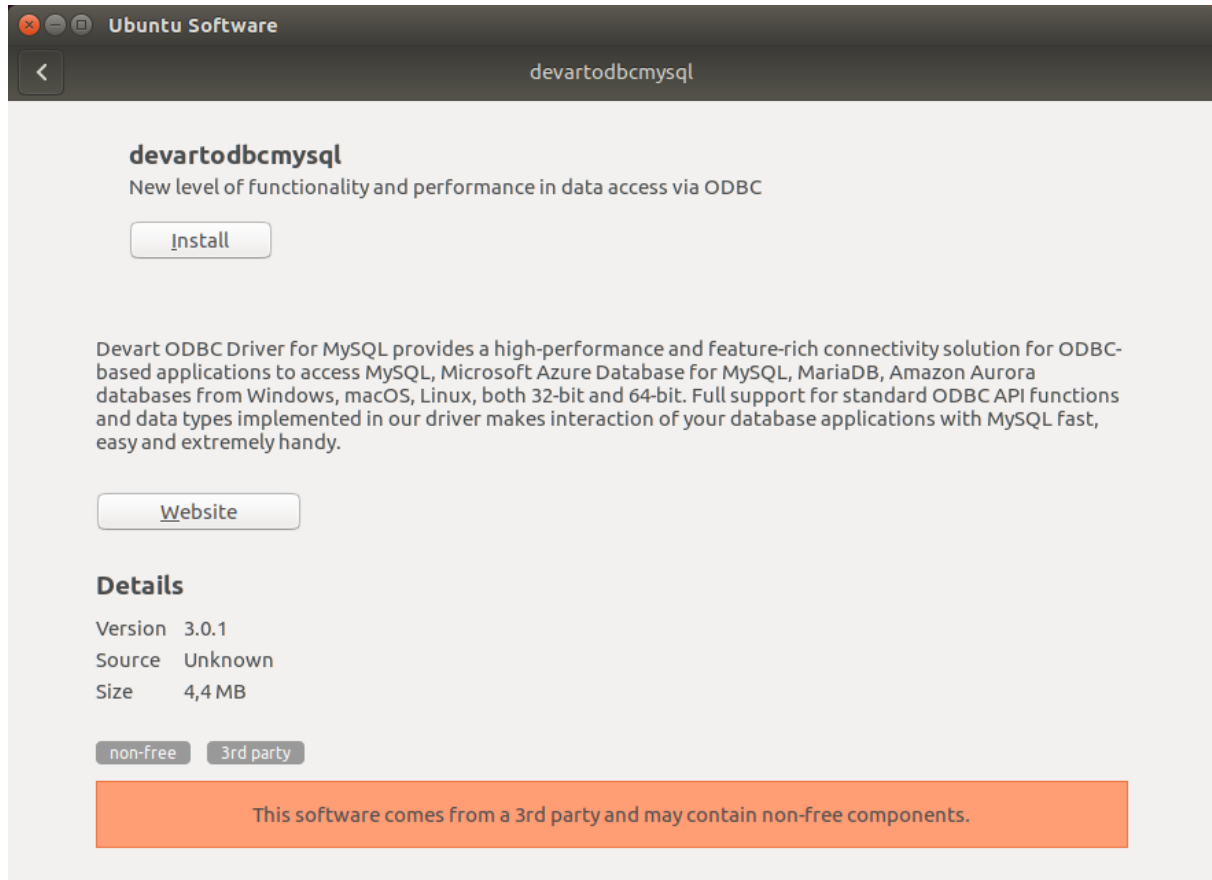 Ubuntu Software
devartodbcmysql
devartodbcmysql
New level of functionality and performance in data access via ODBC
Install
Devart ODBC Driver for MySQL provides a high-performance and feature-rich connectivity solution for ODBC-
based applications to access MySQL, Microsoft Azure Database for MySQL, MariaDB, Amazon Aurora
databases from Windows, macOS, Linux, both 32-bit and 64-bit. Full support for standard ODBC API functions
and data types implemented in our driver makes interaction of your database applications with MySQL fast,
easy and extremely handy.
Website
Details
Version 3.0.1
Source Unknown
Size 4,4 MB
non-free 3rd party
This software comes from a 3rd party and may contain non-free components.